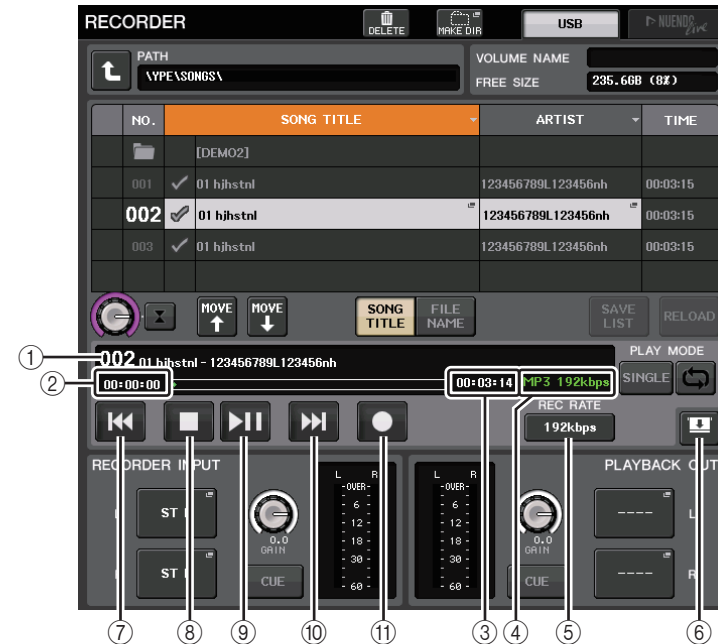 RECORDER
DELETE
MAKE DIR
USB
NUENDO Live
PATH
\YPE\SONGS\
VOLUME NAME
FREE SIZE 235.6GB (8%)
NO. SONG TITLE ARTIST TIME
[DEMO2]
001 01 hjhstnl 123456789L123456nh 00:03:15
002 01 hjhstnl 123456789L123456nh 00:03:15
003 01 hjhstnl 123456789L123456nh 00:03:15
MOVE
MOVE
SONG TITLE
FILE NAME
SAVE LIST
RELOAD
① 002 01 hjhstnl - 123456789L123456nh
PLAY MODE
② 00:00:00 00:03:14 MP3 192kbps
SINGLE
REC RATE
192kbps
RECORDER INPUT
PLAYBACK OUT
L R
-OVER-
- 6 -
- 12 -
- 18 -
- 30 -
- 60 -
ST
ST
0.0
GAIN
CUE
L R
-OVER-
- 6 -
- 12 -
- 18 -
- 30 -
- 60 -
0.0
GAIN
CUE
---- L
---- R
⑦ ⑧ ⑨ ⑩ ⑪ ③ ④ ⑤ ⑥